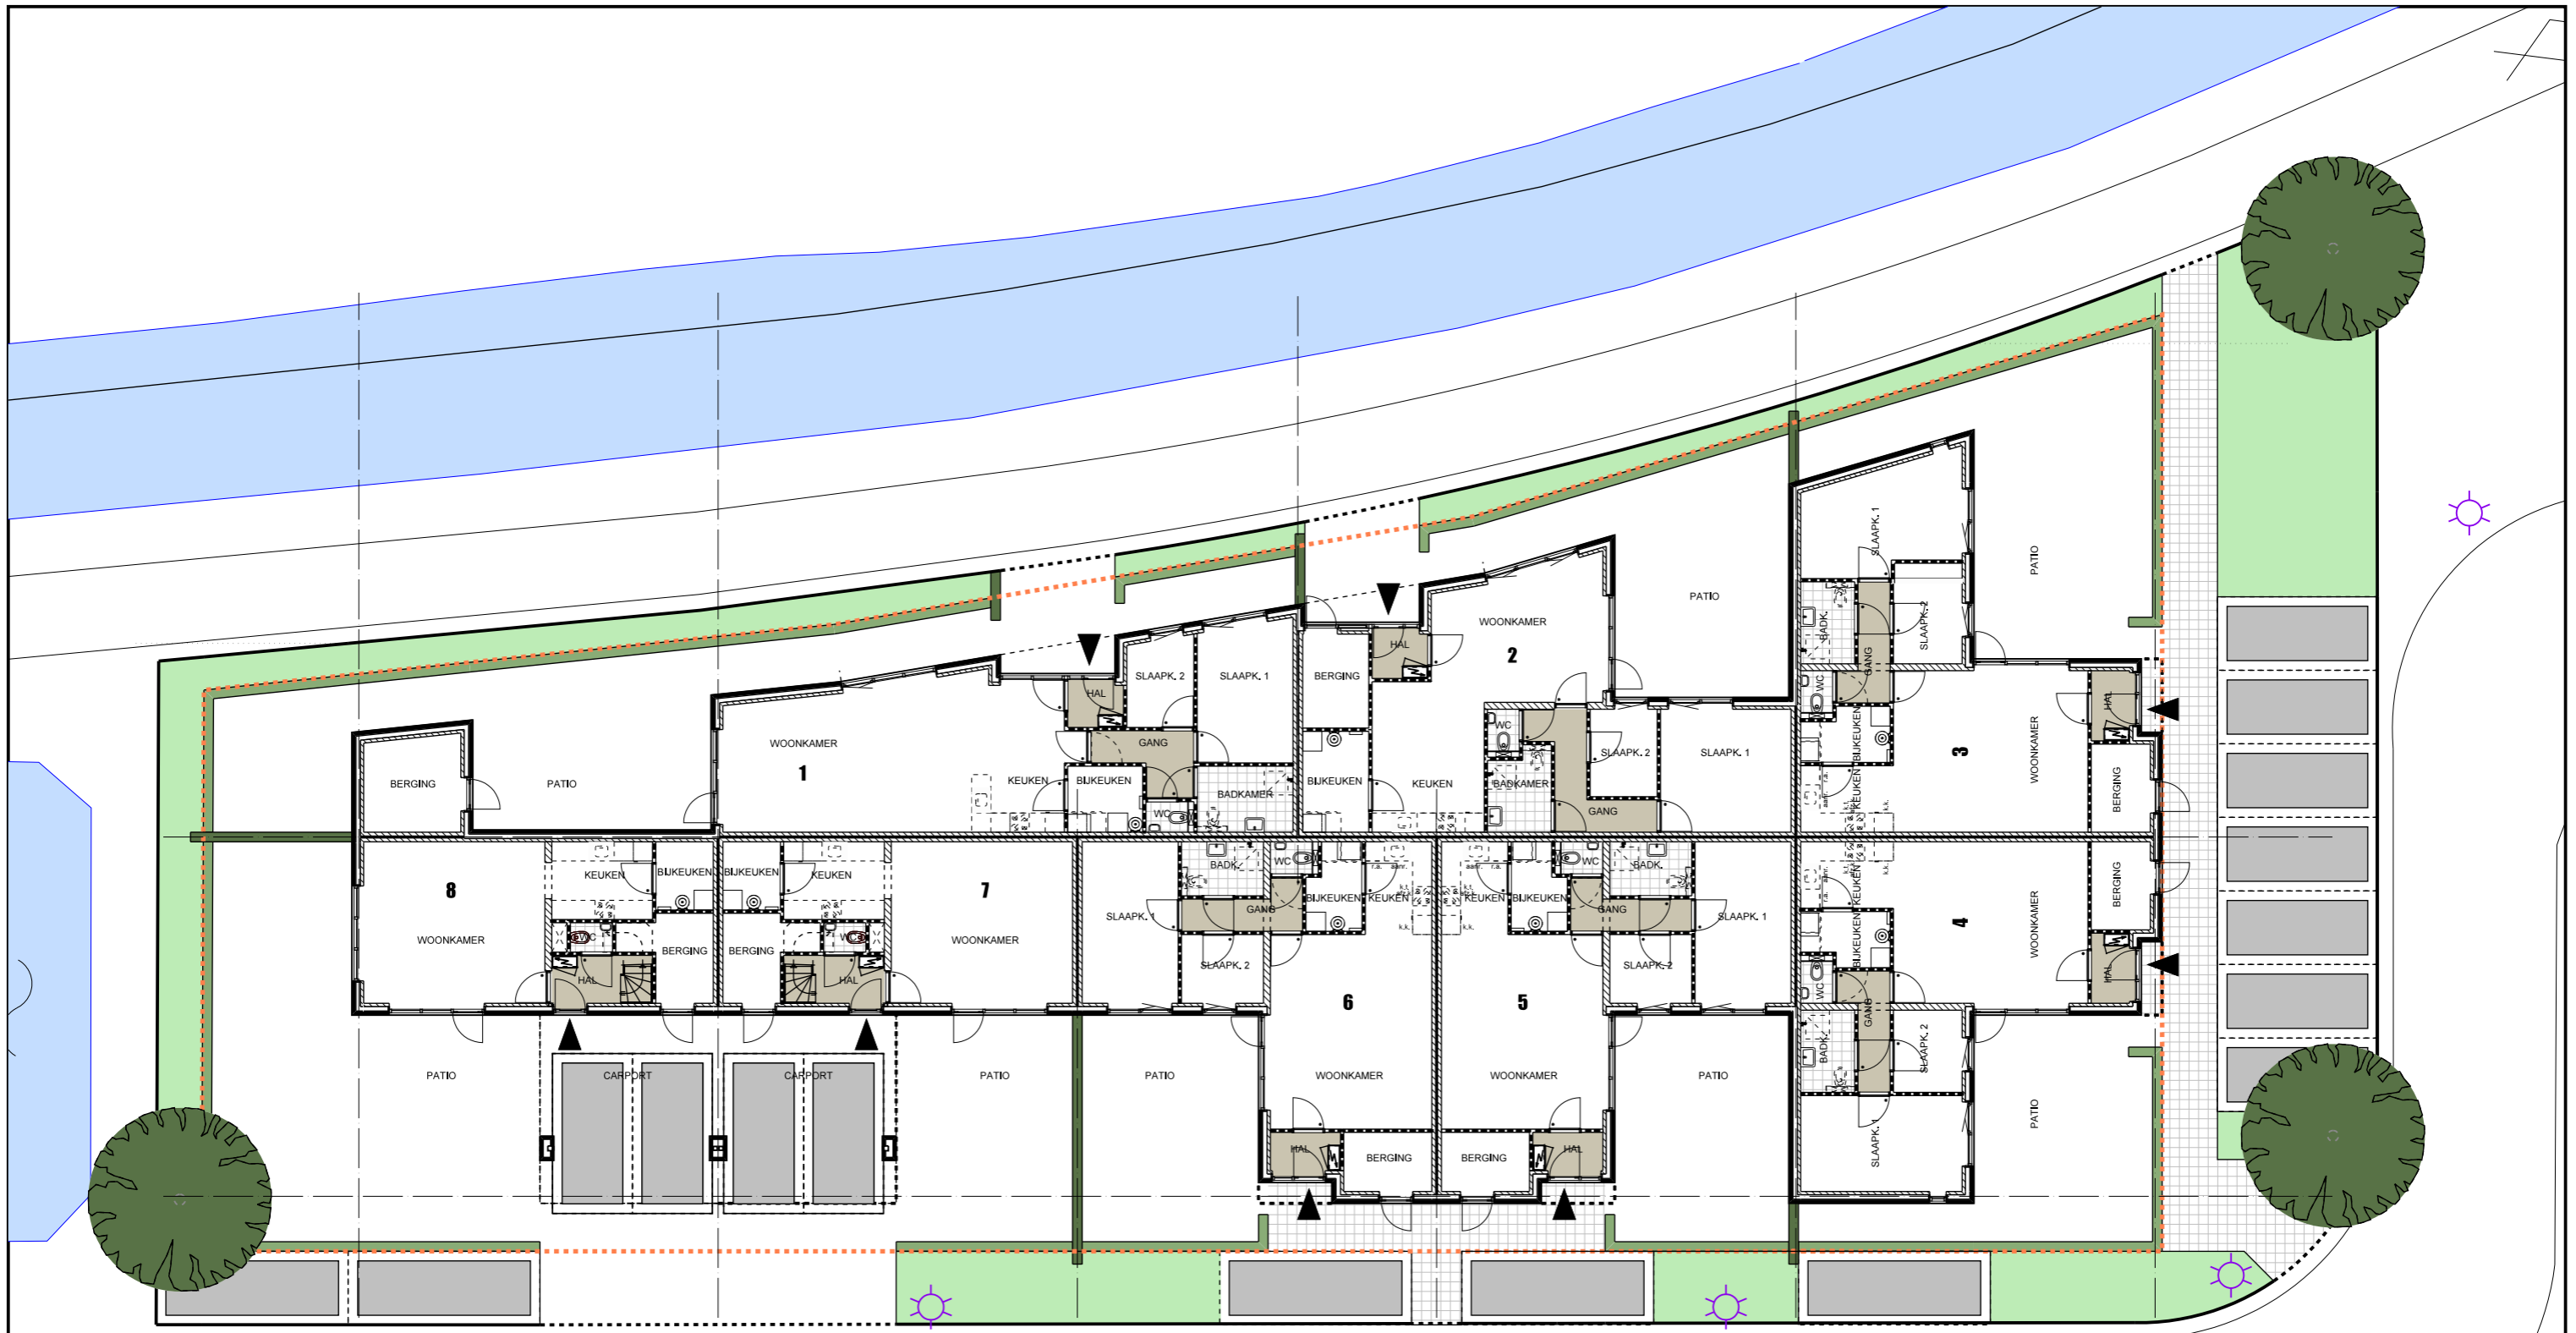 SLAAPK. 1
PATIO
BADK.
SLAAPK. 2
GANG
WC
BIJKEUKEN
aanr. r.a.
KEUKEN
k.t.
k.k.
3
WOONKAMER
HAL
BERGING
PATIO
WOONKAMER
2
HAL
BERGING
BIJKEUKEN
KEUKEN
WC
BADKAMER
GANG
SLAAPK. 2
SLAAPK. 1
SLAAPK. 2
SLAAPK. 1
HAL
GANG
WOONKAMER
1
KEUKEN
BIJKEUKEN
WC
BADKAMER
BERGING
PATIO
8
KEUKEN
BIJKEUKEN
WOONKAMER
WC
BERGING
HAL
PATIO
CARPORT
BIJKEUKEN
KEUKEN
7
BERGING
WC
WOONKAMER
HAL
CARPORT
PATIO
SLAAPK. 1
BADK.
WC
r.a. aanr.
k.t.
BIJKEUKEN
KEUKEN
k.k.
GANG
SLAAPK. 2
6
PATIO
WOONKAMER
HAL
BERGING
aanr. r.a.
k.t.
KEUKEN
k.k.
BIJKEUKEN
WC
BADK.
GANG
SLAAPK. 1
SLAAPK. 2
5
WOONKAMER
PATIO
BERGING
HAL
r.a. aanr.
k.t.
KEUKEN
k.k.
BIJKEUKEN
WC
GANG
4
WOONKAMER
BERGING
HAL
BADK.
SLAAPK. 2
SLAAPK. 1
PATIO